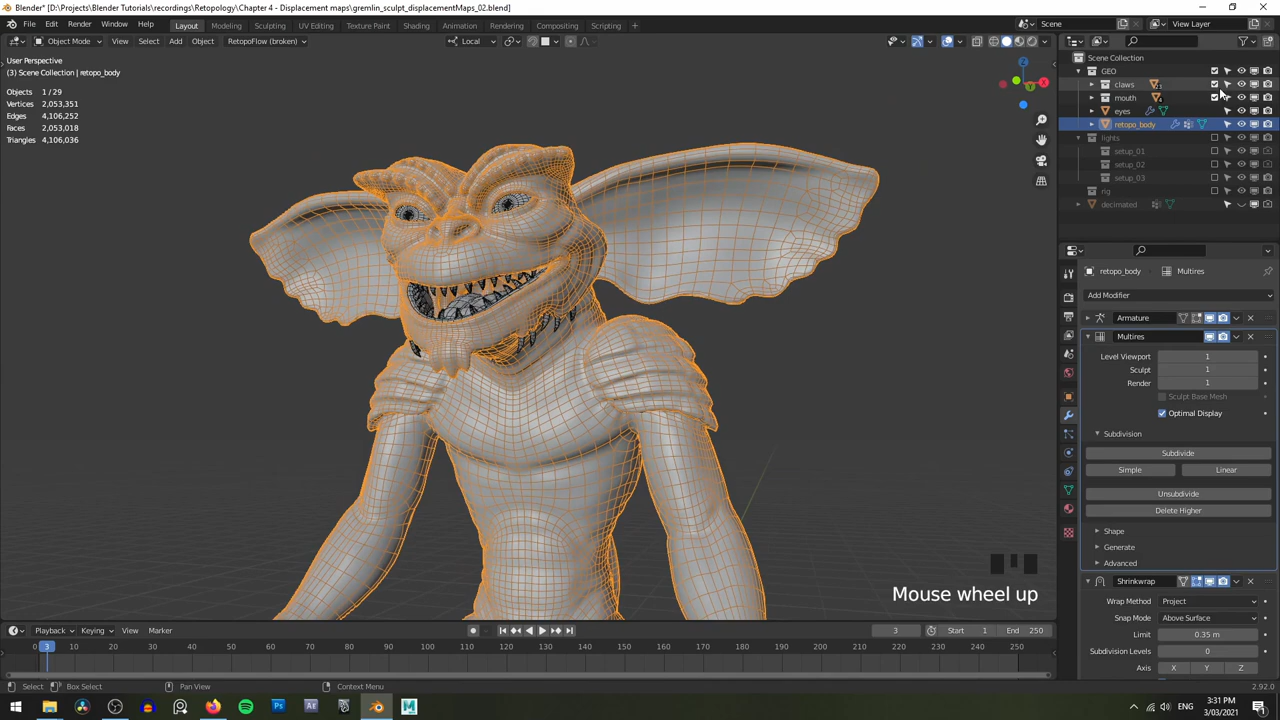 Blender* [D:\Projects\Blender Tutorials\recordings\Retopology\Chapter 4 - Displacement maps\gremlin_sculpt_displacementMaps_02.blend]
File Edit Render Window Help Layout Modeling Sculpting UV Editing Texture Paint Shading Animation Rendering Compositing Scripting + Scene View Layer
Object Mode View Select Add Object RetopoFlow (broken) Local
User Perspective
(3) Scene Collection | retopo_body
Objects 1/29
Vertices 2,053,351
Edges 4,106,252
Faces 2,053,018
Triangles 4,106,036
Scene Collection
GEO
claws 23
mouth
eyes
retopo_body
lights
setup_01
setup_02
setup_03
rig
decimated
retopo_body Multires
Add Modifier
Armature
Multires
Level Viewport 1
Sculpt 1
Render 1
Sculpt Base Mesh
Optimal Display
Subdivision
Subdivide
Simple Linear
Unsubdivide
Delete Higher
Shape
Generate
Advanced
Shrinkwrap
Wrap Method Project
Snap Mode Above Surface
Limit 0.35 m
Subdivision Levels 0
Axis X Y Z
Mouse wheel up
Playback Keying View Marker 3 Start 1 End 250
0 3 10 20 30 40 50 60 70 80 90 100 110 120 130 140 150 160 170 180 190 200 210 220 230 240 250
Select Box Select Pan View Context Menu 2.92.0
Ps Ae M ENG 3:31 PM
3/03/2021